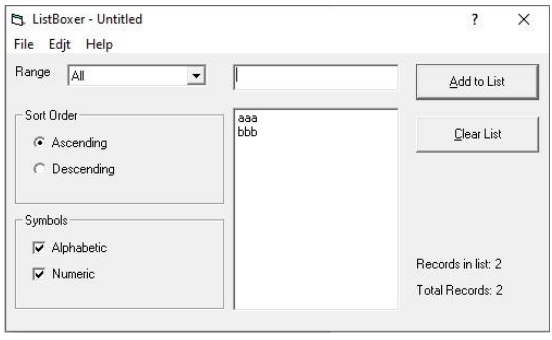 ListBoxer - Untitled
File Edjt Help
Range All
Add to List
Sort Order
Ascending
Descending
aaa
bbb
Clear List
Symbols
Alphabetic
Numeric
Records in list: 2
Total Records: 2